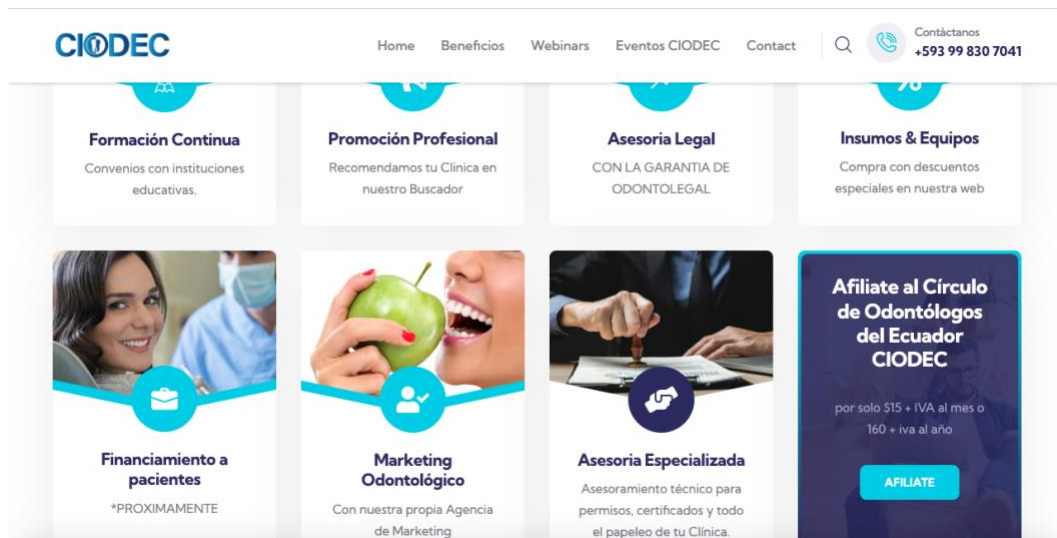 CIODEC
Home Beneficios Webinars Eventos CIODEC Contact
Contàctanos
+593 99 830 7041
Formación Continua
Convenios con instituciones
educativas.
Promoción Profesional
Recomendamos tu Clinica en
nuestro Buscador
Asesoria Legal
CON LA GARANTIA DE
ODONTOLEGAL
Insumos & Equipos
Compra con descuentos
especiales en nuestra web
Financiamiento a
pacientes
*PROXIMAMENTE
Marketing
Odontológico
Con nuestra propia Agencia
de Marketing
Asesoria Especializada
Asesoramiento técnico para
permisos, certificados y todo
el papeleo de tu Clínica.
Afiliate al Círculo
de Odontólogos
del Ecuador
CIODEC
por solo $15 + IVA al mes o
160 + iva al año
AFILIATE